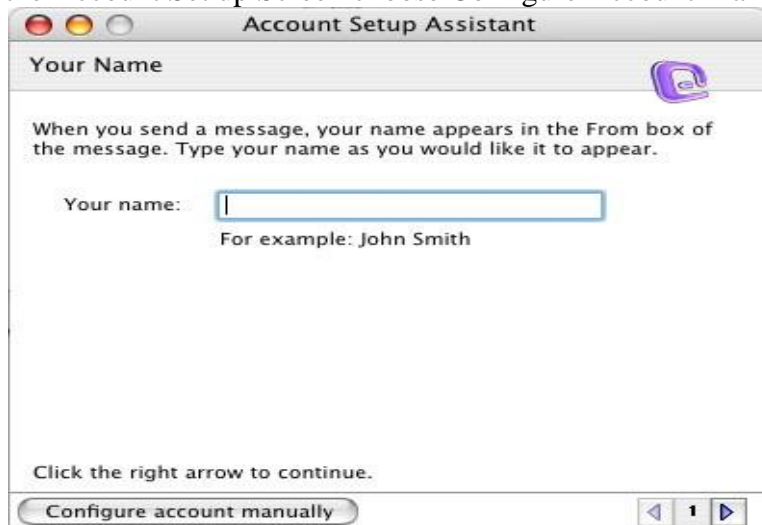 Account Setup Assistant
Your Name
When you send a message, your name appears in the From box of
the message. Type your name as you would like it to appear.
Your name:
For example: John Smith
Click the right arrow to continue.
Configure account manually
1